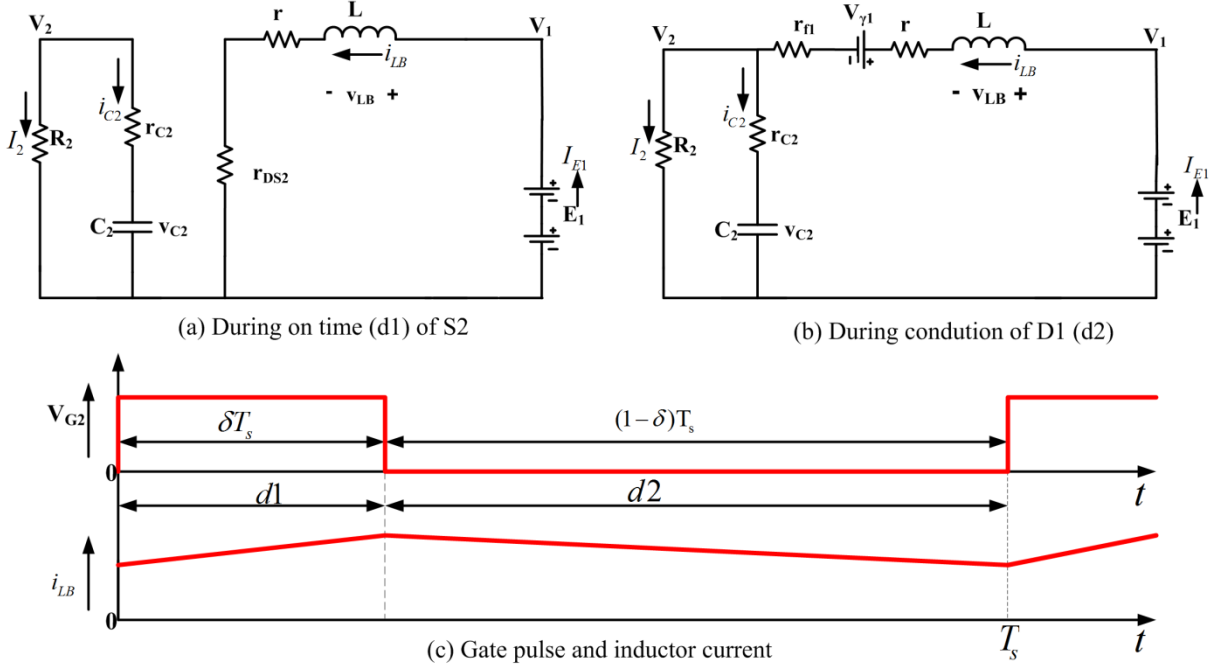 V2
r
L
V1
iLB
- vLB +
iC2
I2
R2
rC2
rDS2
IE1
E1
C2
vC2
(a) During on time (d1) of S2
V2
rf1
Vγ1
r
L
V1
iLB
- vLB +
iC2
I2
R2
rC2
IE1
E1
C2
vC2
(b) During condution of D1 (d2)
VG2
δTs
(1−δ)Ts
0
t
d1
d2
iLB
0
Ts
t
(c) Gate pulse and inductor current